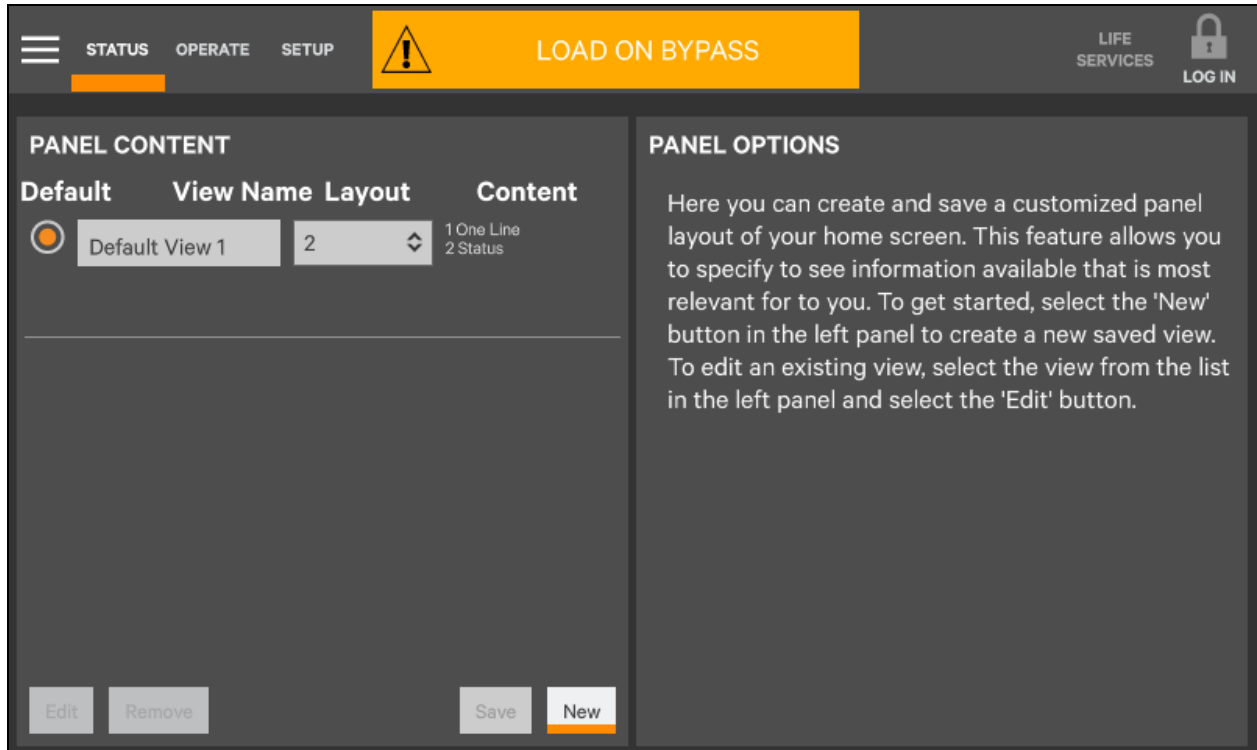 STATUS OPERATE SETUP
LOAD ON BYPASS
LIFE
SERVICES
LOG IN
PANEL CONTENT
Default View Name Layout Content
Default View 1 2
1 One Line
2 Status
Edit Remove Save New
PANEL OPTIONS
Here you can create and save a customized panel
layout of your home screen. This feature allows you
to specify to see information available that is most
relevant for to you. To get started, select the 'New'
button in the left panel to create a new saved view.
To edit an existing view, select the view from the list
in the left panel and select the 'Edit' button.